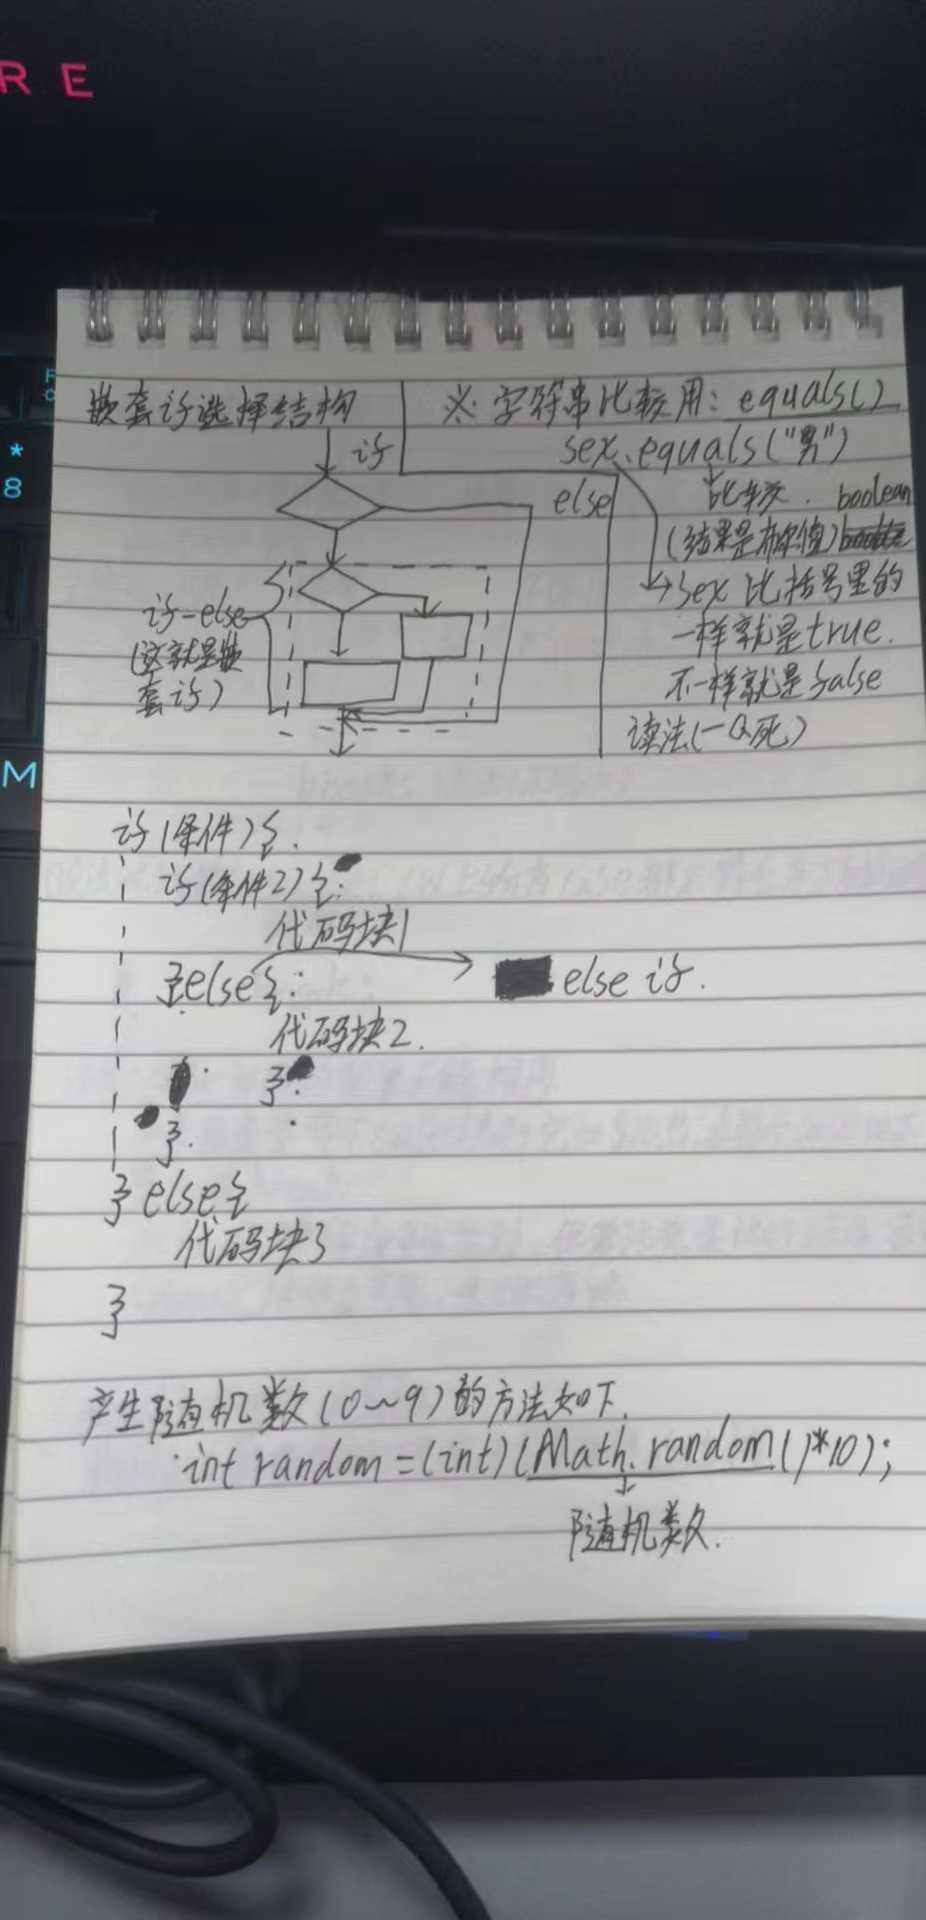 R E
*
8
M
嵌套if选择结构
if
else
if-else
(这就是嵌
套if)
※字符串比较用: equals()
sex.equals("男")
比较. boolean
(结果是布尔值)
sex 比括号里的
一样就是true.
不一样就是false
读法(一Q死)
if(条件){.
if(条件2){
代码块1
}else{
else if.
代码块2.
}
}.
}else{
代码块3
}
产生随机数(0~9)的方法如下.
int random=(int)(Math.random()*10);
随机数.